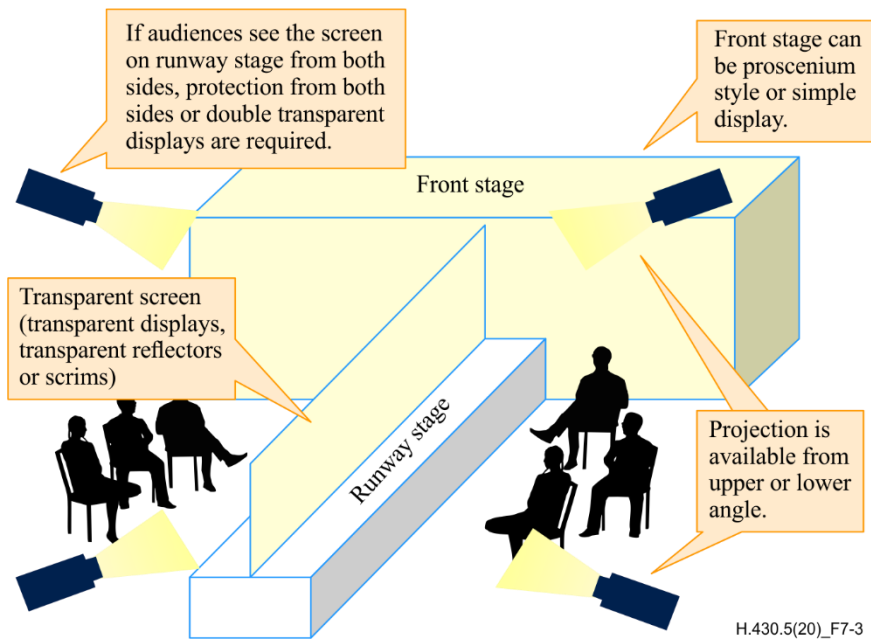 If audiences see the screen
on runway stage from both
sides, protection from both
sides or double transparent
displays are required.
Front stage can
be proscenium
style or simple
display.
Front stage
Transparent screen
(transparent displays,
transparent reflectors
or scrims)
Runway stage
Projection is
available from
upper or lower
angle.
H.430.5(20)_F7-3